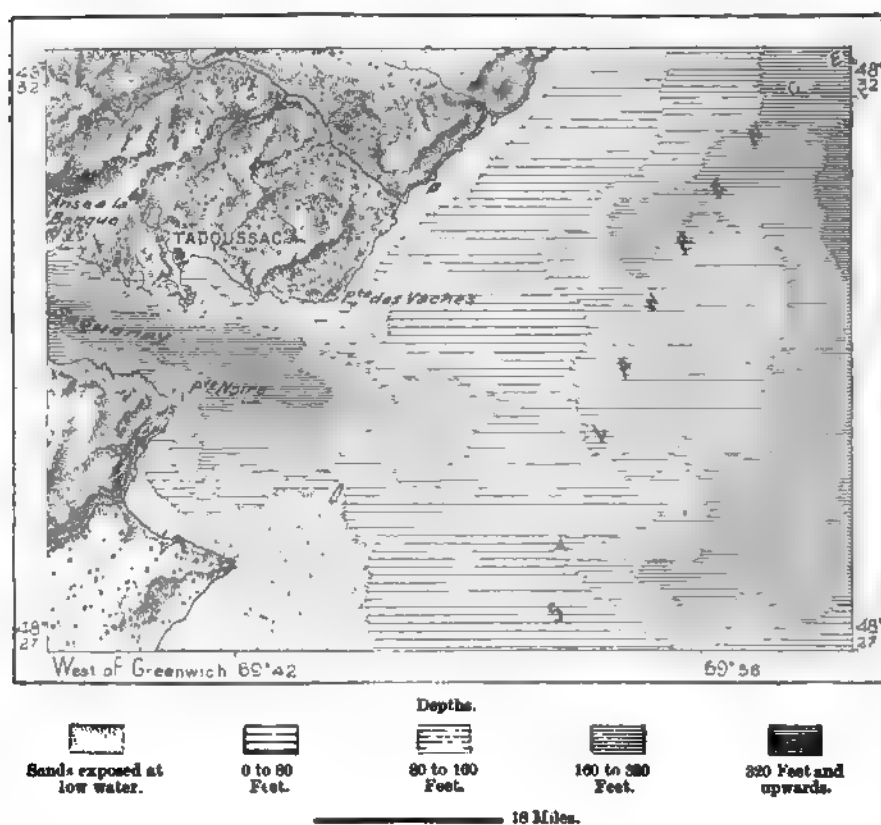 48° 32
48° 32
Anse à la
Barque
TADOUSSAC
Pte des Vaches
Saguenay
Pte Noire
48° 27
48° 27
West of Greenwich 69°42
69°36
Depths.
Sands exposed at
low water.
0 to 80
Feet.
80 to 160
Feet.
160 to 320
Feet.
320 Feet and
upwards.
18 Miles.